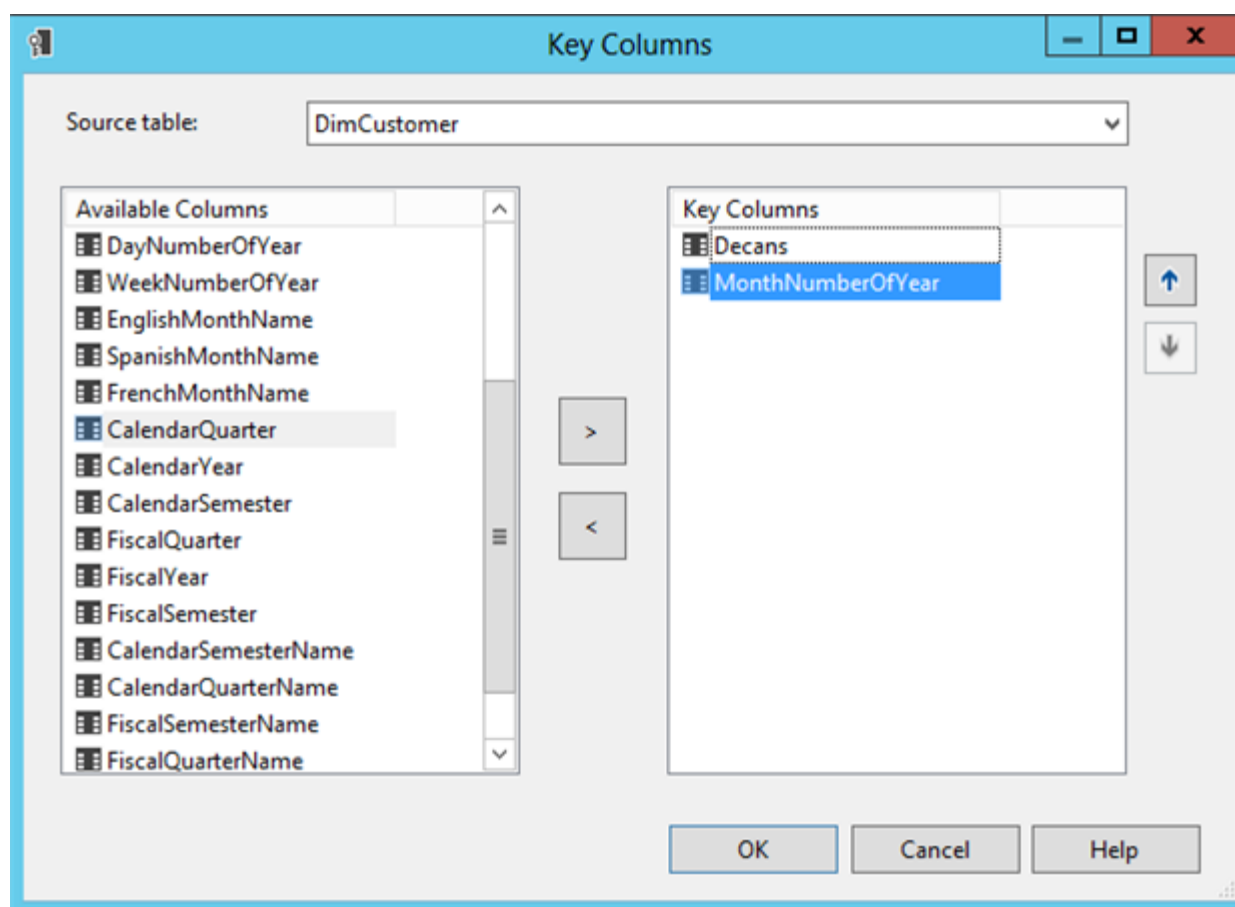 Key Columns
Source table: DimCustomer
Available Columns
DayNumberOfYear
WeekNumberOfYear
EnglishMonthName
SpanishMonthName
FrenchMonthName
CalendarQuarter
CalendarYear
CalendarSemester
FiscalQuarter
FiscalYear
FiscalSemester
CalendarSemesterName
CalendarQuarterName
FiscalSemesterName
FiscalQuarterName
>
<
Key Columns
Decans
MonthNumberOfYear
OK Cancel Help